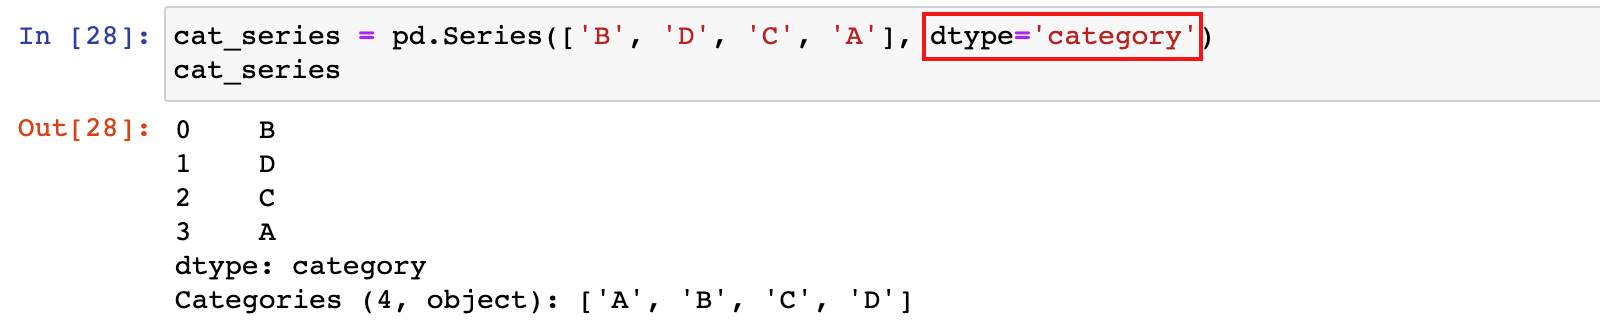 In [28]: cat_series = pd.Series(['B', 'D', 'C', 'A'], dtype='category')
cat_series
Out[28]: 0    B
1    D
2    C
3    A
dtype: category
Categories (4, object): ['A', 'B', 'C', 'D']